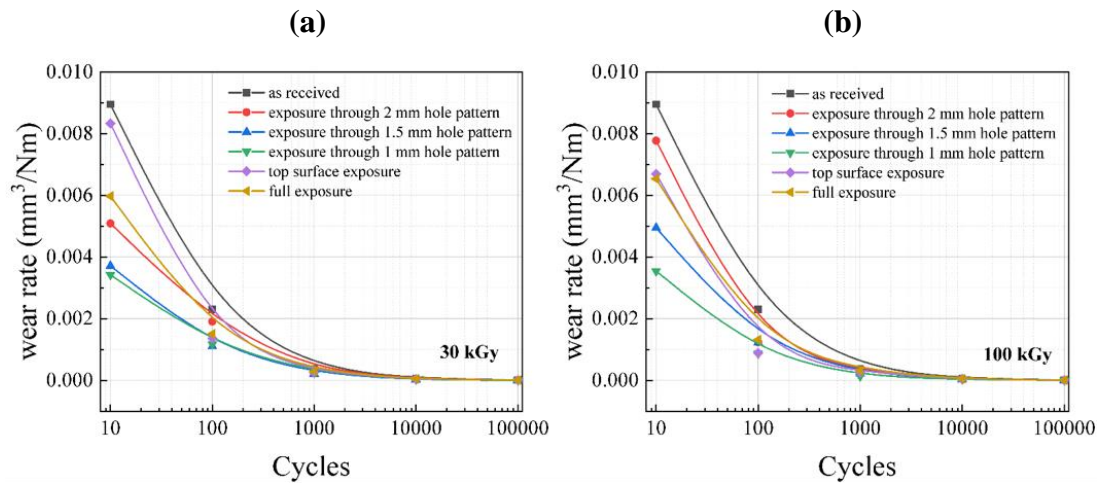 (a)
0.010
0.008
0.006
0.004
0.002
0.000
wear rate (mm³/Nm)
as received
exposure through 2 mm hole pattern
exposure through 1.5 mm hole pattern
exposure through 1 mm hole pattern
top surface exposure
full exposure
30 kGy
10 100 1000 10000 100000
Cycles
(b)
0.010
0.008
0.006
0.004
0.002
0.000
wear rate (mm³/Nm)
as received
exposure through 2 mm hole pattern
exposure through 1.5 mm hole pattern
exposure through 1 mm hole pattern
top surface exposure
full exposure
100 kGy
10 100 1000 10000 100000
Cycles